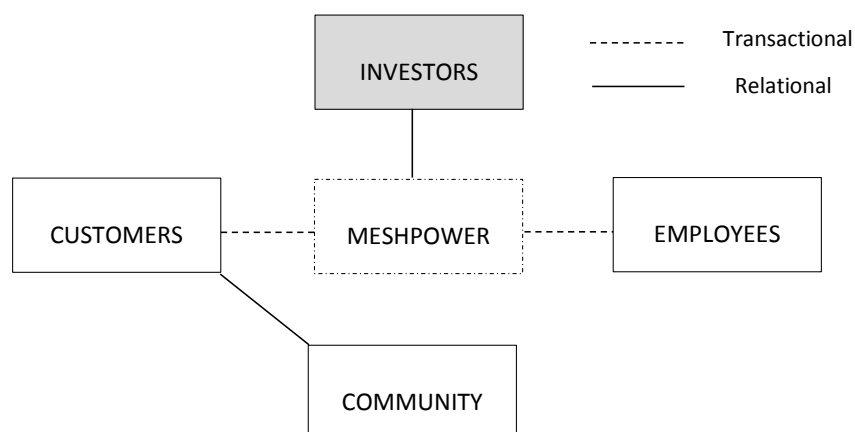 Transactional
INVESTORS
Relational
CUSTOMERS
MESHPOWER
EMPLOYEES
COMMUNITY